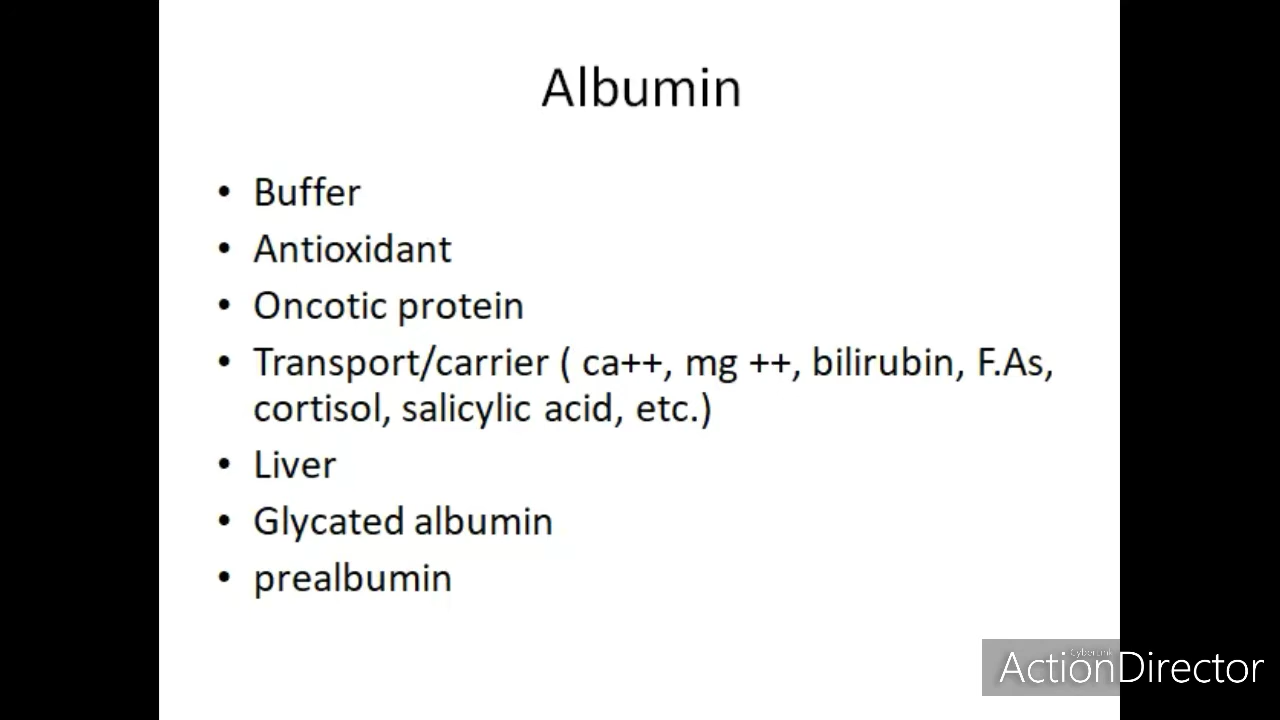 Albumin
• Buffer
• Antioxidant
• Oncotic protein
• Transport/carrier ( ca++, mg ++, bilirubin, F.As,
cortisol, salicylic acid, etc.)
• Liver
• Glycated albumin
• prealbumin
CyberLink
ActionDirector